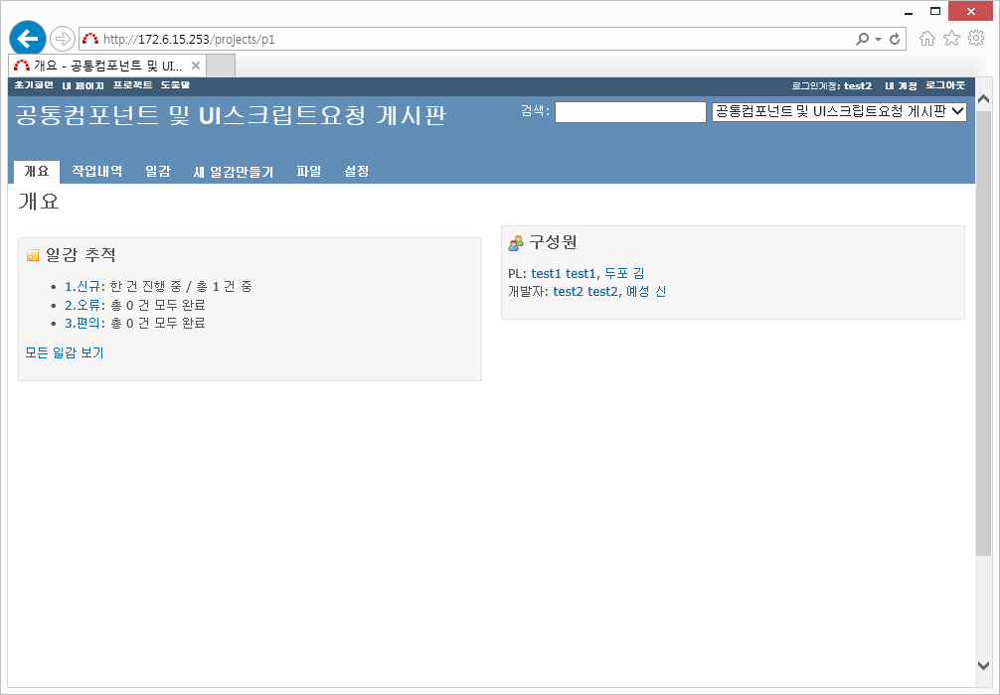 http://172.6.15.253/projects/p1
개요 - 공통컴포넌트 및 UI...
초기화면 내 페이지 프로젝트 도움말
로그인계정: test2 내 계정 로그아웃
공통컴포넌트 및 UI스크립트요청 게시판
검색:
공통컴포넌트 및 UI스크립트요청 게시판
개요 작업내역 일감 새 일감만들기 파일 설정
개요
일감 추적
1.신규: 한 건 진행 중 / 총 1 건 중
2.오류: 총 0 건 모두 완료
3.편의: 총 0 건 모두 완료
모든 일감 보기
구성원
PL: test1 test1, 두포 김
개발자: test2 test2, 예성 신